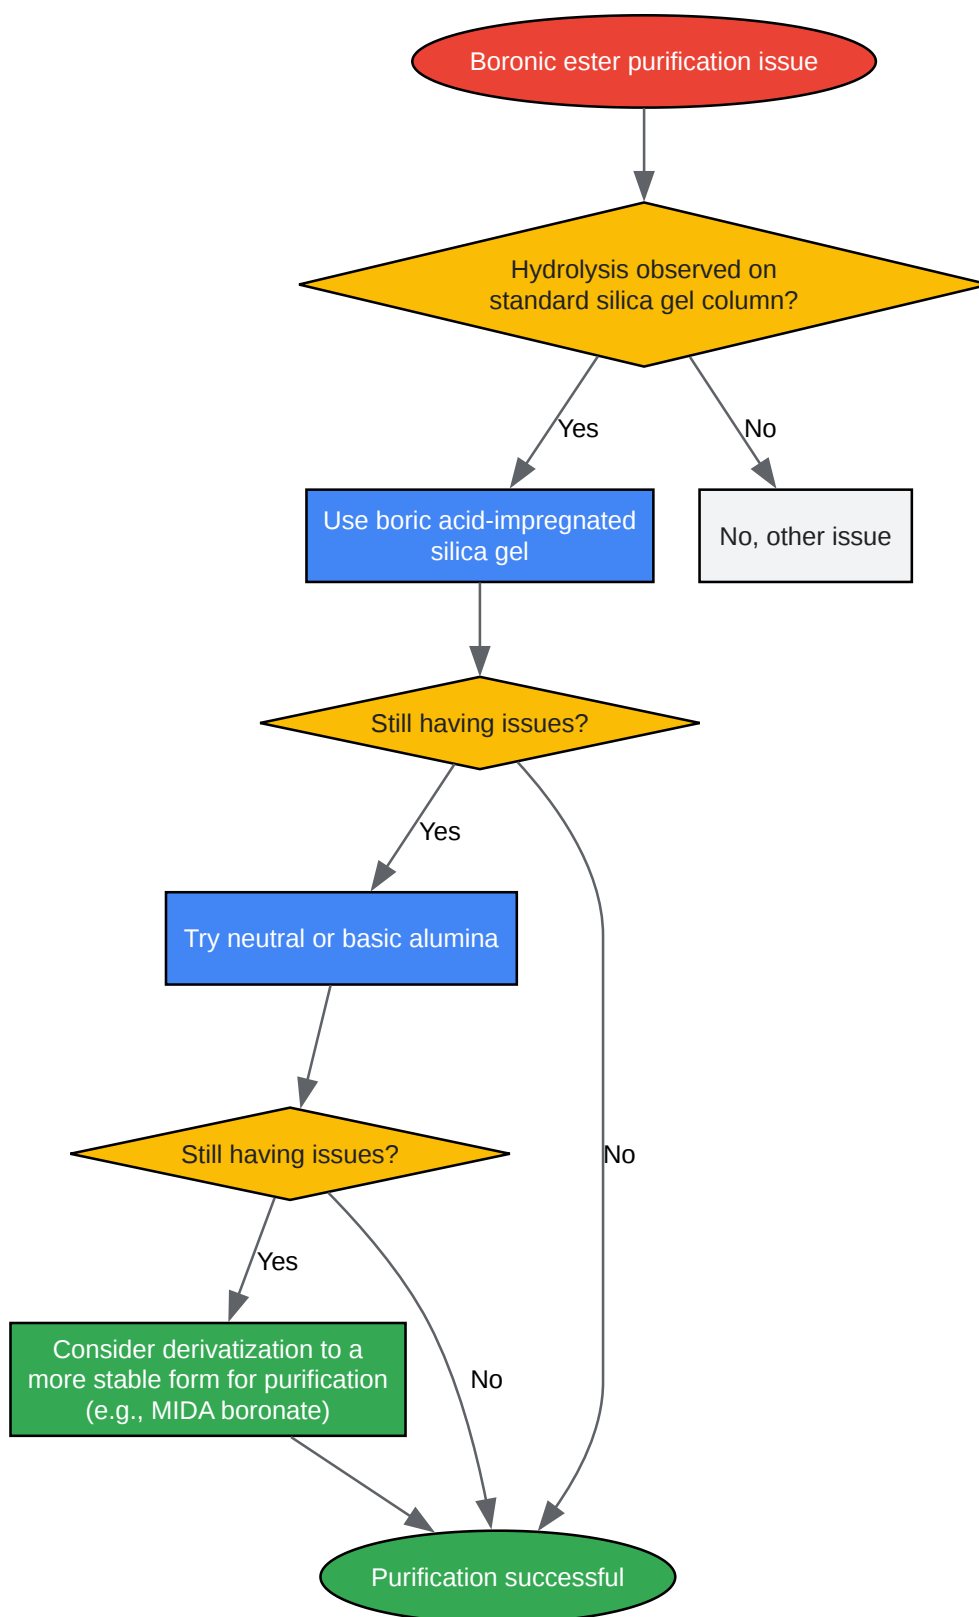 Boronic ester purification issue
Hydrolysis observed on
standard silica gel column?
Yes
No
Use boric acid-impregnated
silica gel
No, other issue
Still having issues?
Yes
Try neutral or basic alumina
Still having issues?
No
Yes
Consider derivatization to a
more stable form for purification
(e.g., MIDA boronate)
No
Purification successful